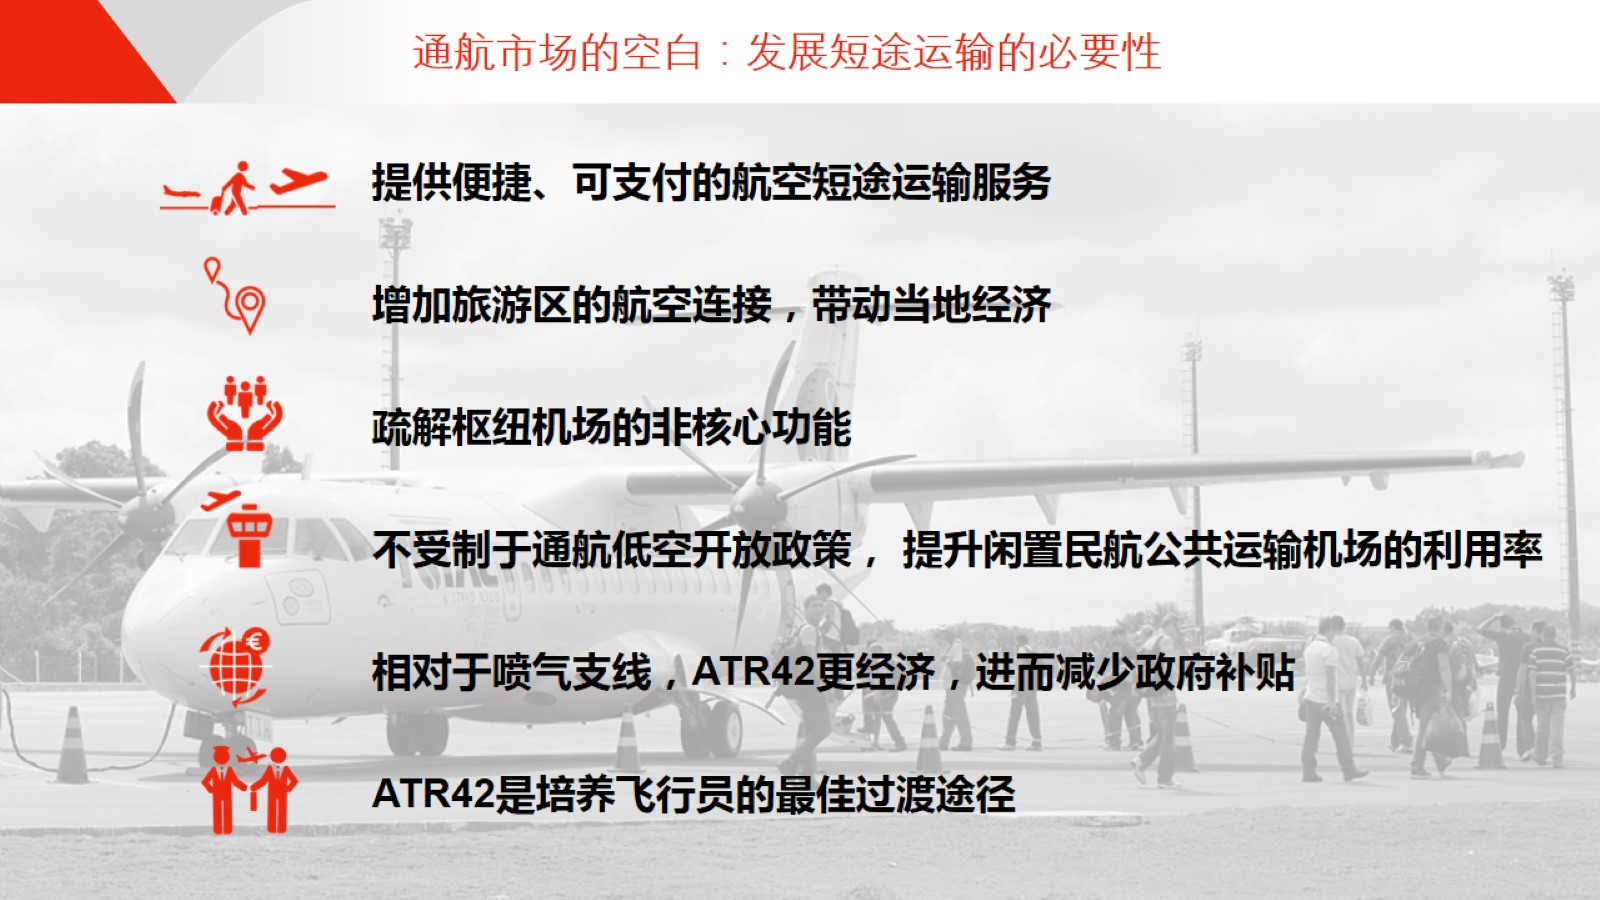 通航市场的空白：发展短途运输的必要性
提供便捷、可支付的航空短途运输服务
增加旅游区的航空连接，带动当地经济
疏解枢纽机场的非核心功能
不受制于通航低空开放政策， 提升闲置民航公共运输机场的利用率
€
相对于喷气支线，ATR42更经济，进而减少政府补贴
ATR42是培养飞行员的最佳过渡途径